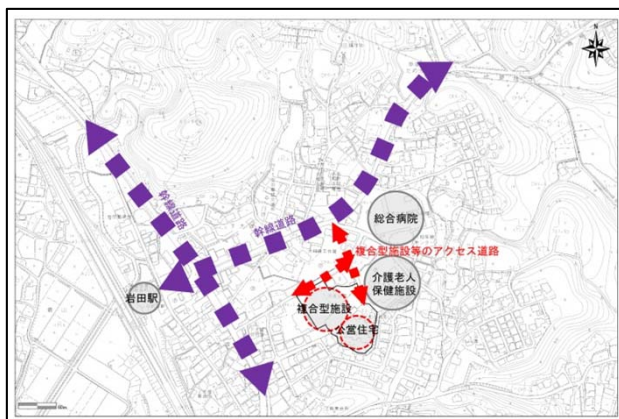 N
幹線道路
幹線道路
総合病院
複合型施設等のアクセス道路
介護老人
保健施設
岩田駅
複合型施設
公営住宅